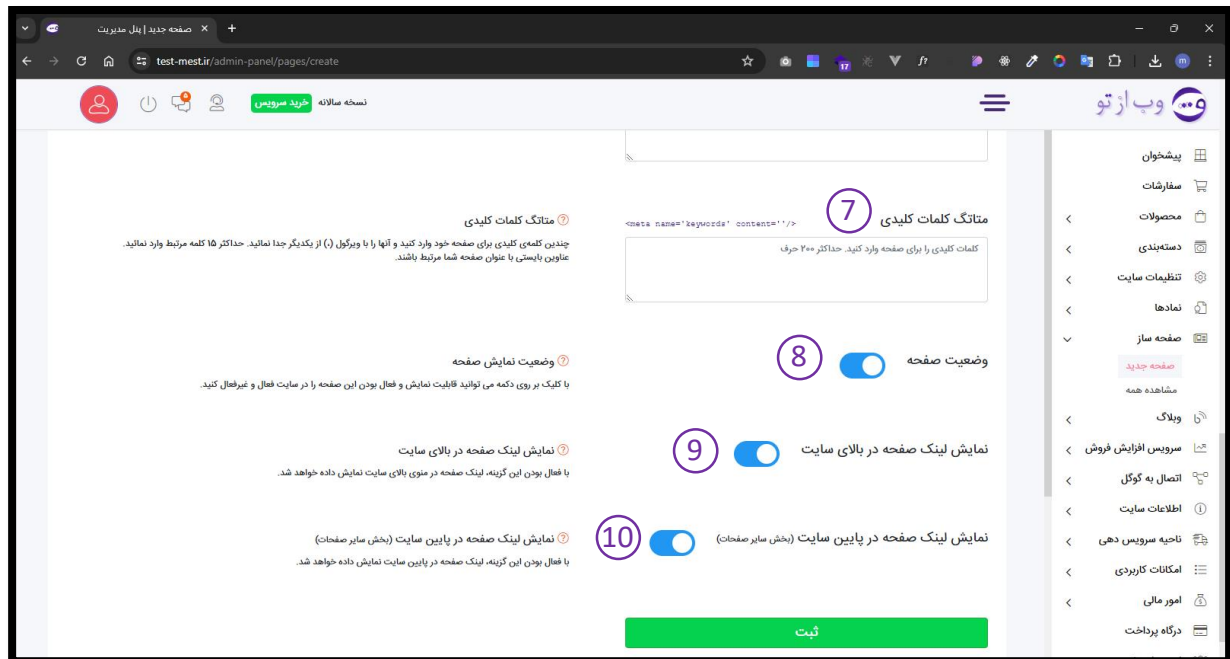 صفحه جدید | پنل مدیریت
test-mest.ir/admin-panel/pages/create
17
f?
m
وب از تو
نسخه سالانه
خرید سرویس
پیشخوان
سفارشات
محصولات
دسته‌بندی
تنظیمات سایت
نمادها
صفحه ساز
صفحه جدید
مشاهده همه
وبلاگ
سرویس افزایش فروش
اتصال به گوگل
اطلاعات سایت
ناحیه سرویس دهی
امکانات کاربردی
امور مالی
درگاه پرداخت
متاتگ کلمات کلیدی
7
<meta name='keywords' content=''/>
کلمات کلیدی را برای صفحه وارد کنید. حداکثر ۲۰۰ حرف
متاتگ کلمات کلیدی
چندین کلمه‌ی کلیدی برای صفحه خود وارد کنید و آنها را با ویرگول (،) از یکدیگر جدا نمائید. حداکثر ۱۵ کلمه مرتبط وارد نمائید.
عناوین بایستی با عنوان صفحه شما مرتبط باشند.
وضعیت صفحه
8
وضعیت نمایش صفحه
با کلیک بر روی دکمه می توانید قابلیت نمایش و فعال بودن این صفحه را در سایت فعال و غیرفعال کنید.
نمایش لینک صفحه در بالای سایت
9
نمایش لینک صفحه در بالای سایت
با فعال بودن این گزینه، لینک صفحه در منوی بالای سایت نمایش داده خواهد شد.
نمایش لینک صفحه در پایین سایت (بخش سایر صفحات)
10
نمایش لینک صفحه در پایین سایت (بخش سایر صفحات)
با فعال بودن این گزینه، لینک صفحه در پایین سایت نمایش داده خواهد شد.
ثبت